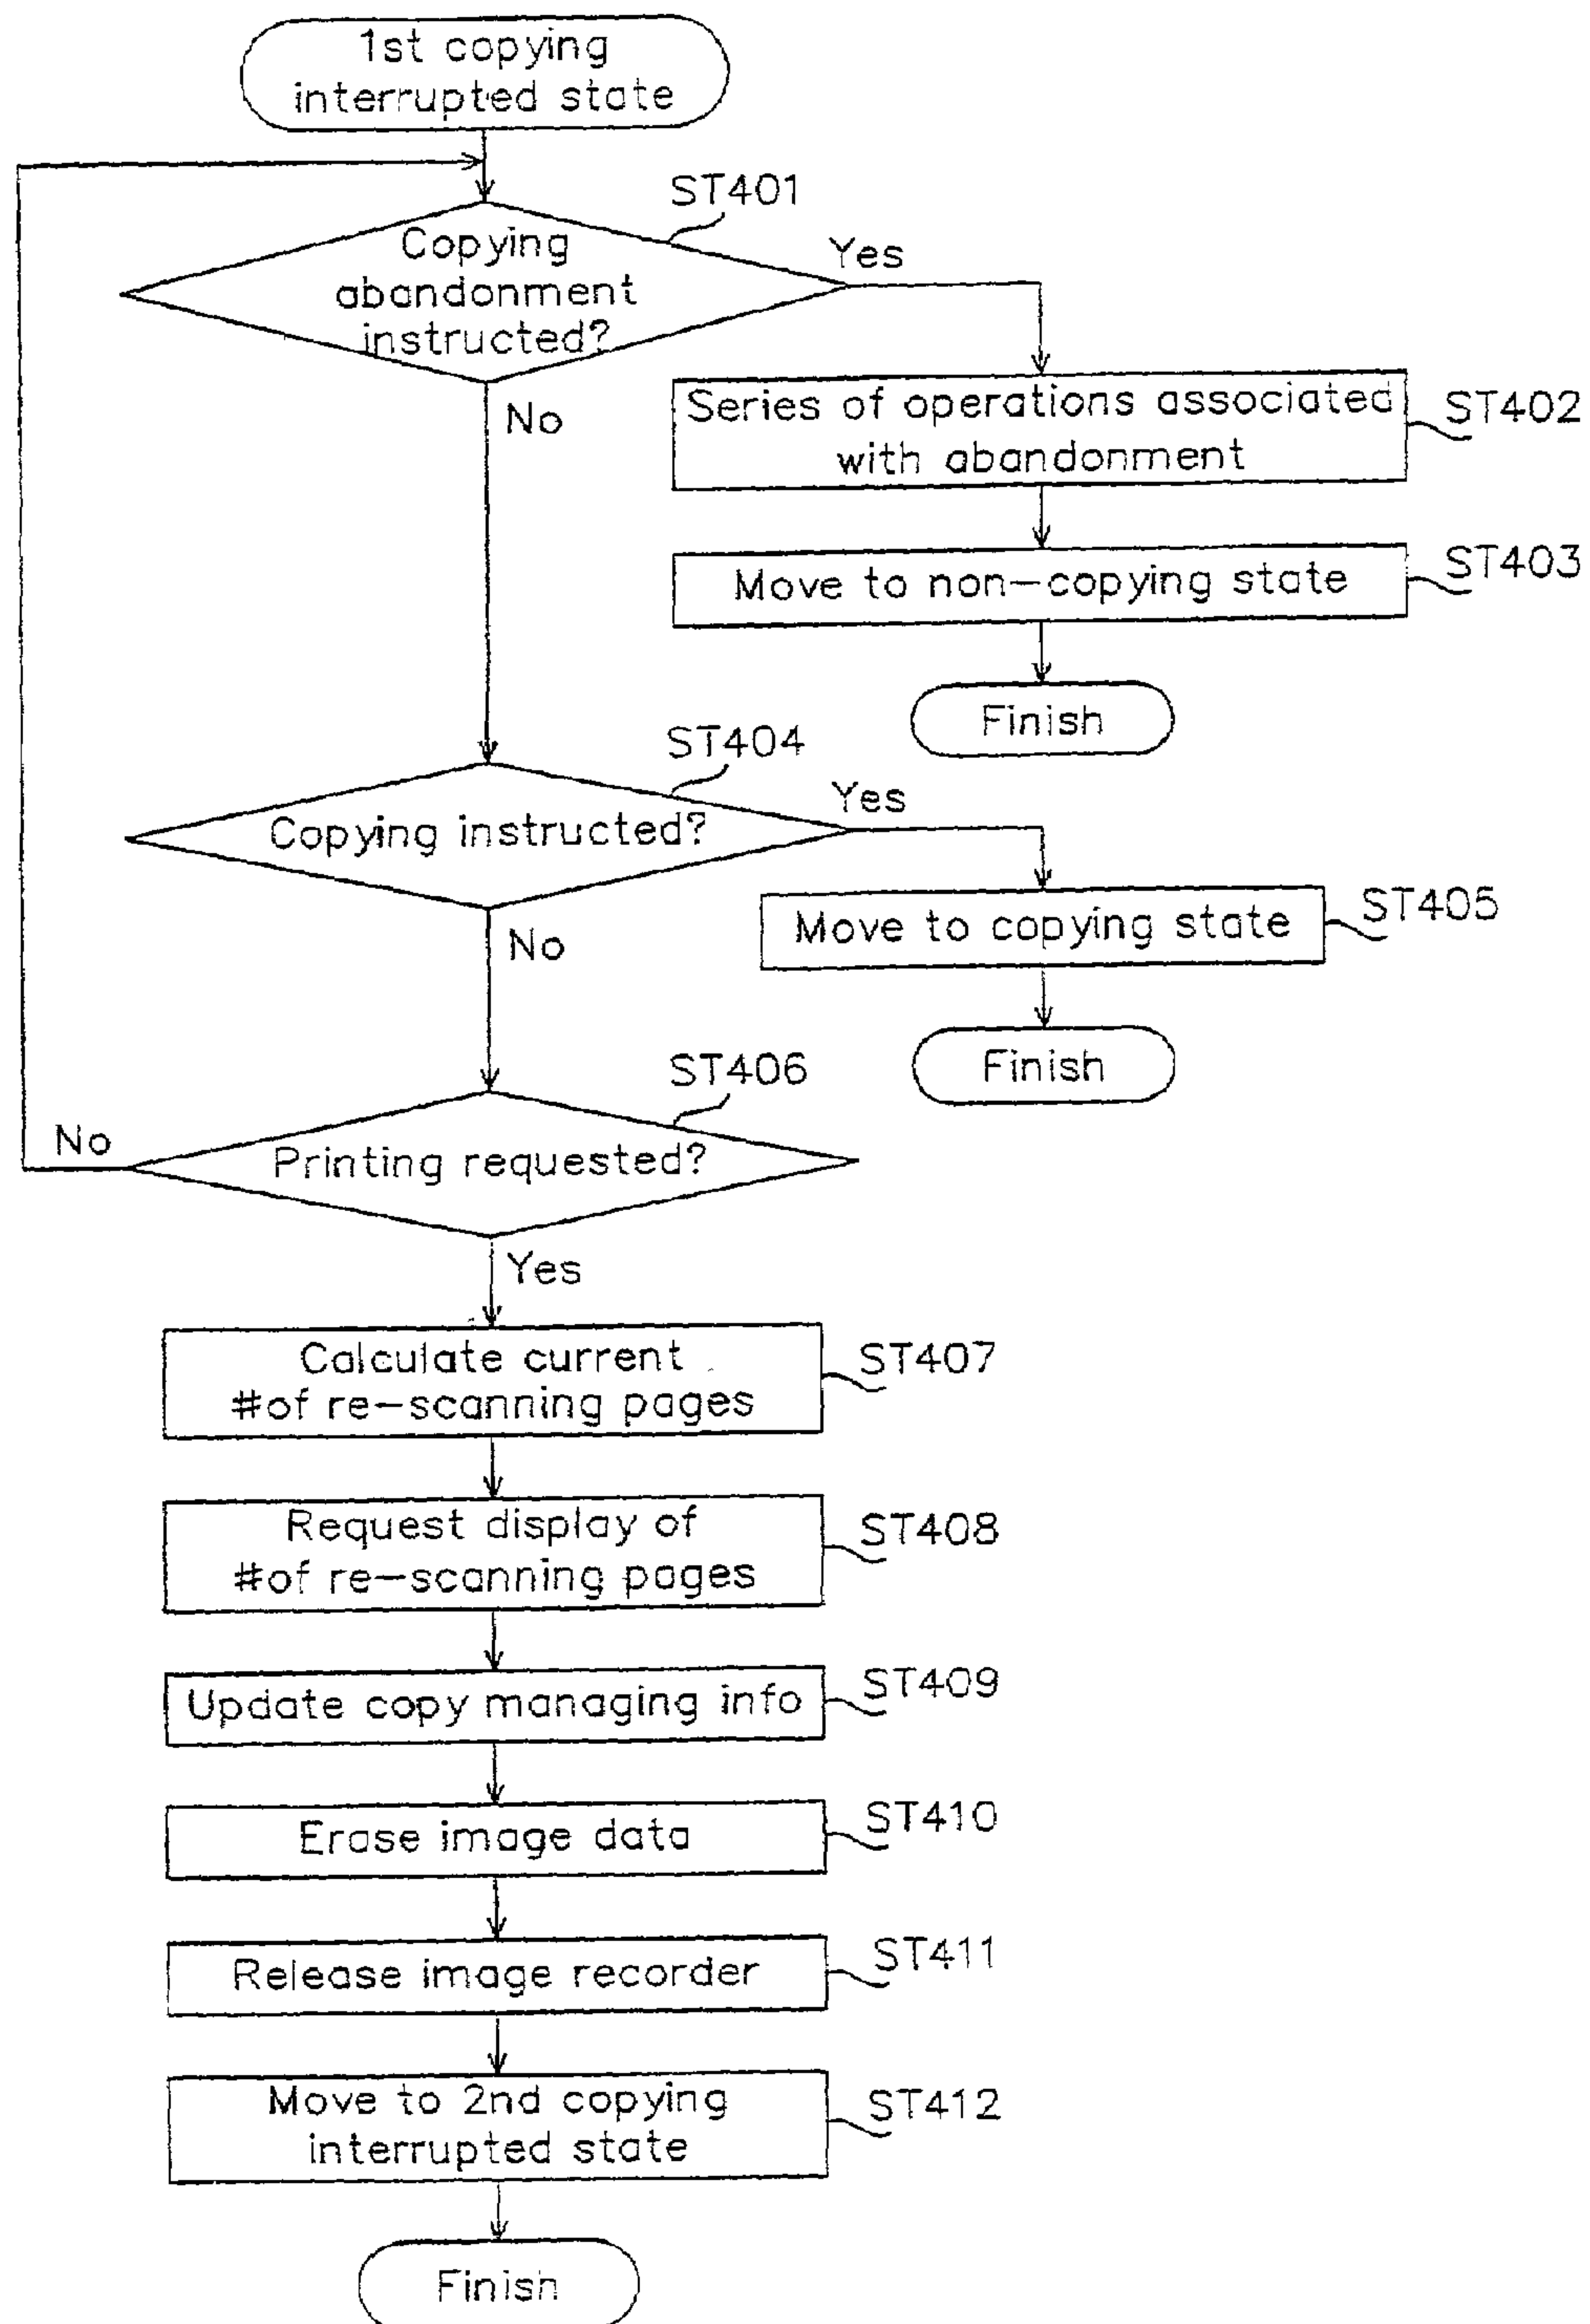 1st copying
interrupted state
ST401
Copying
abandonment
instructed?
Yes
No
Series of operations associated
with abandonment
ST402
Move to non-copying state
ST403
Finish
ST404
Copying instructed?
Yes
No
Move to copying state
ST405
Finish
ST406
Printing requested?
No
Yes
Calculate current
#of re-scanning pages
ST407
Request display of
#of re-scanning pages
ST408
Update copy managing info
ST409
Erase image data
ST410
Release image recorder
ST411
Move to 2nd copying
interrupted state
ST412
Finish